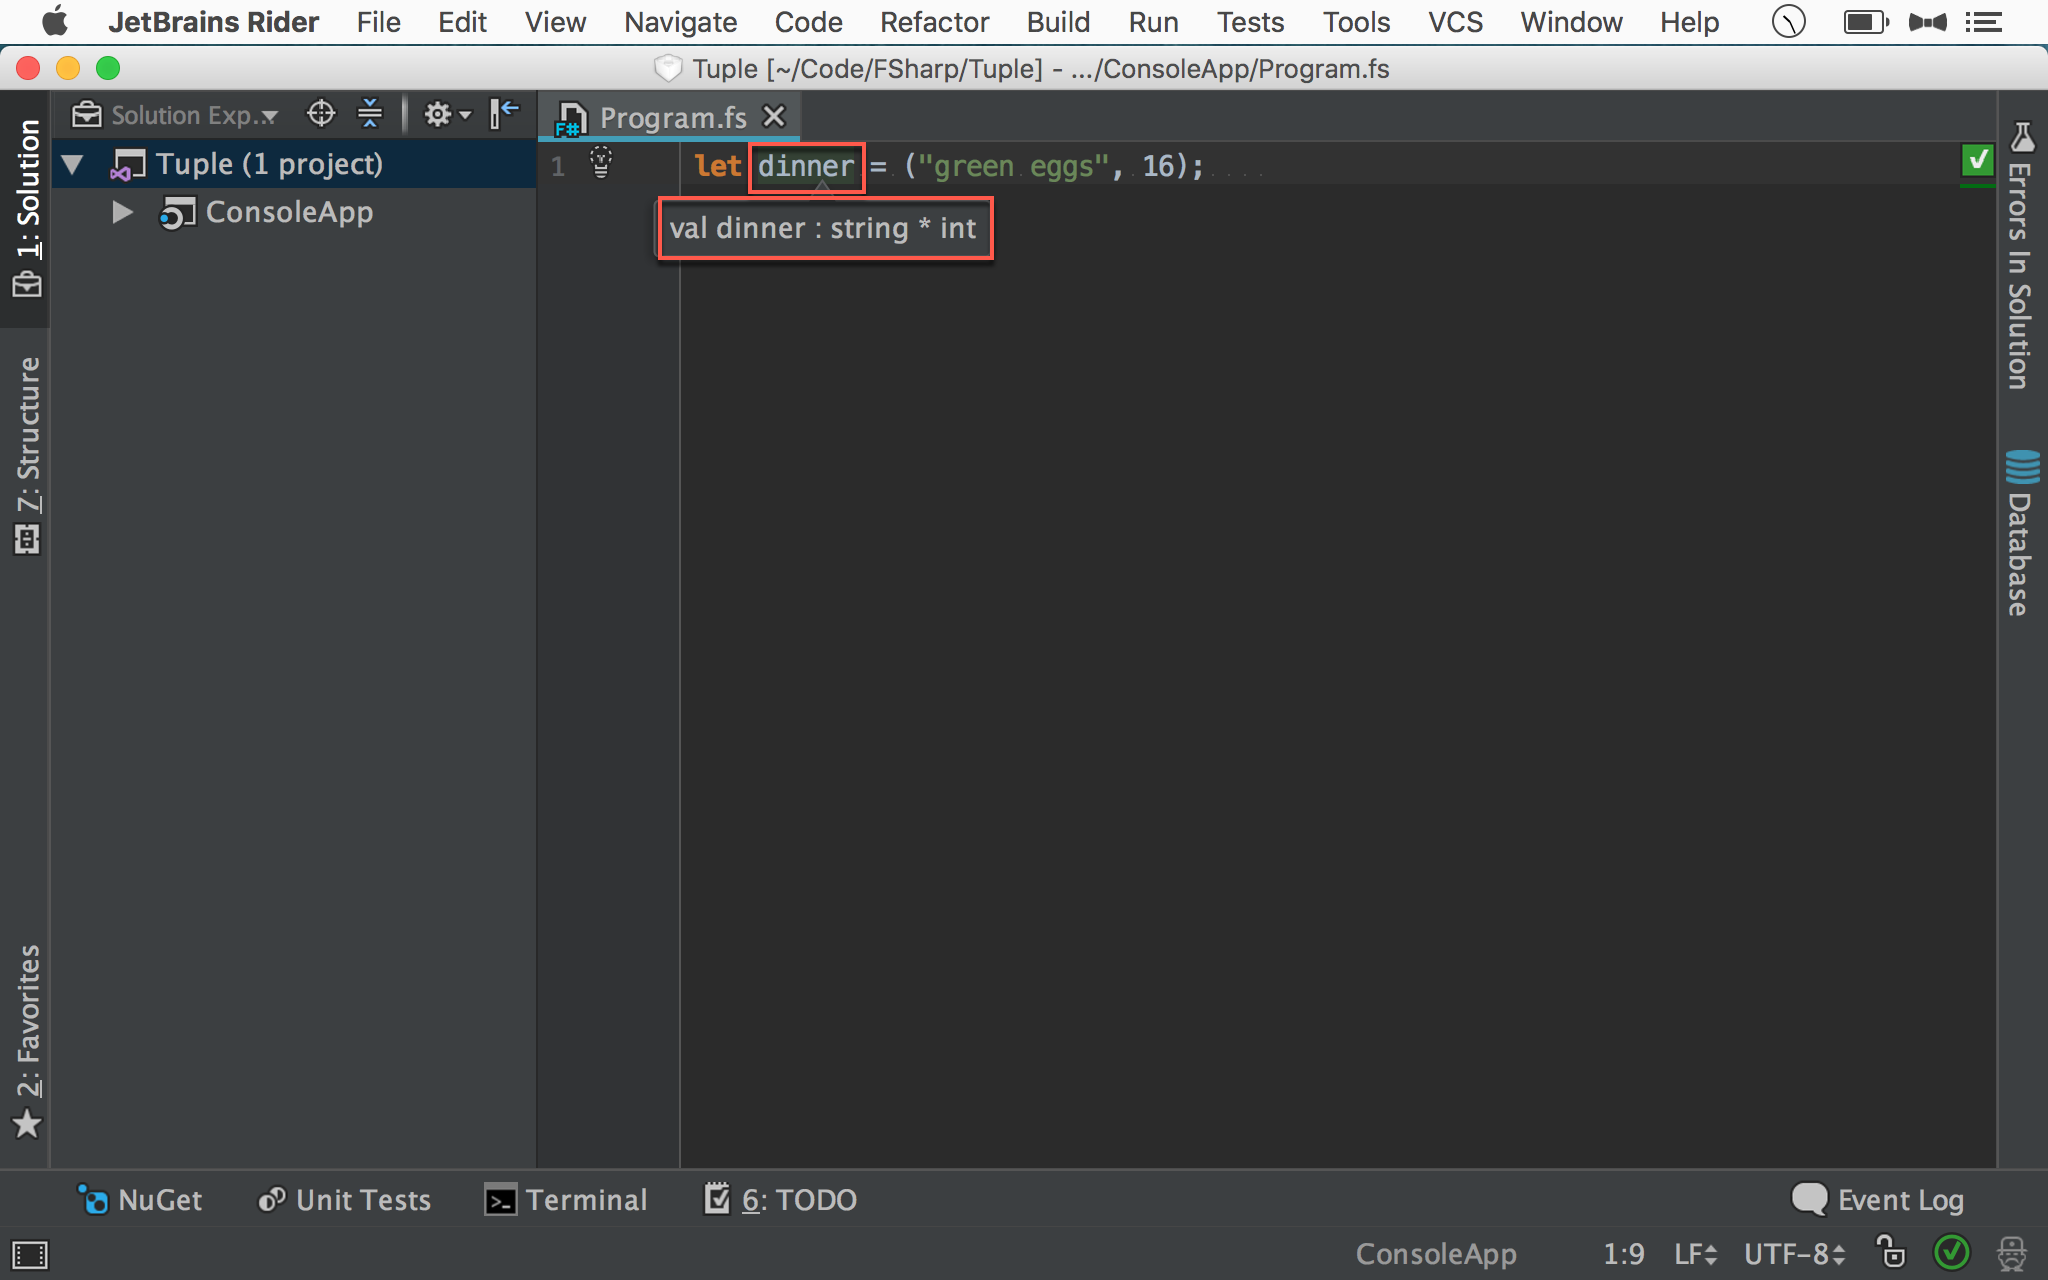 JetBrains Rider File Edit View Navigate Code Refactor Build Run Tests Tools VCS Window Help
Tuple [~/Code/FSharp/Tuple] - .../ConsoleApp/Program.fs
1: Solution
7: Structure
2: Favorites
Solution Exp...
Tuple (1 project)
ConsoleApp
F#
Program.fs
1 let dinner = ("green eggs", 16);
val dinner : string * int
Errors In Solution
Database
NuGet Unit Tests Terminal 6: TODO Event Log
ConsoleApp 1:9 LF UTF-8